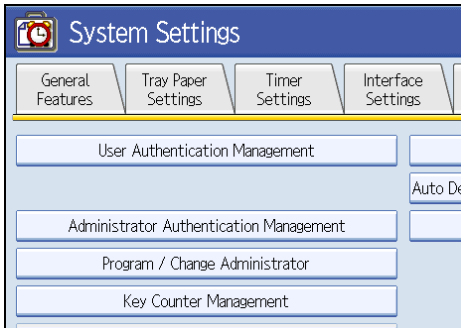 System Settings
General Features
Tray Paper Settings
Timer Settings
Interface Settings
User Authentication Management
Auto De
Administrator Authentication Management
Program / Change Administrator
Key Counter Management